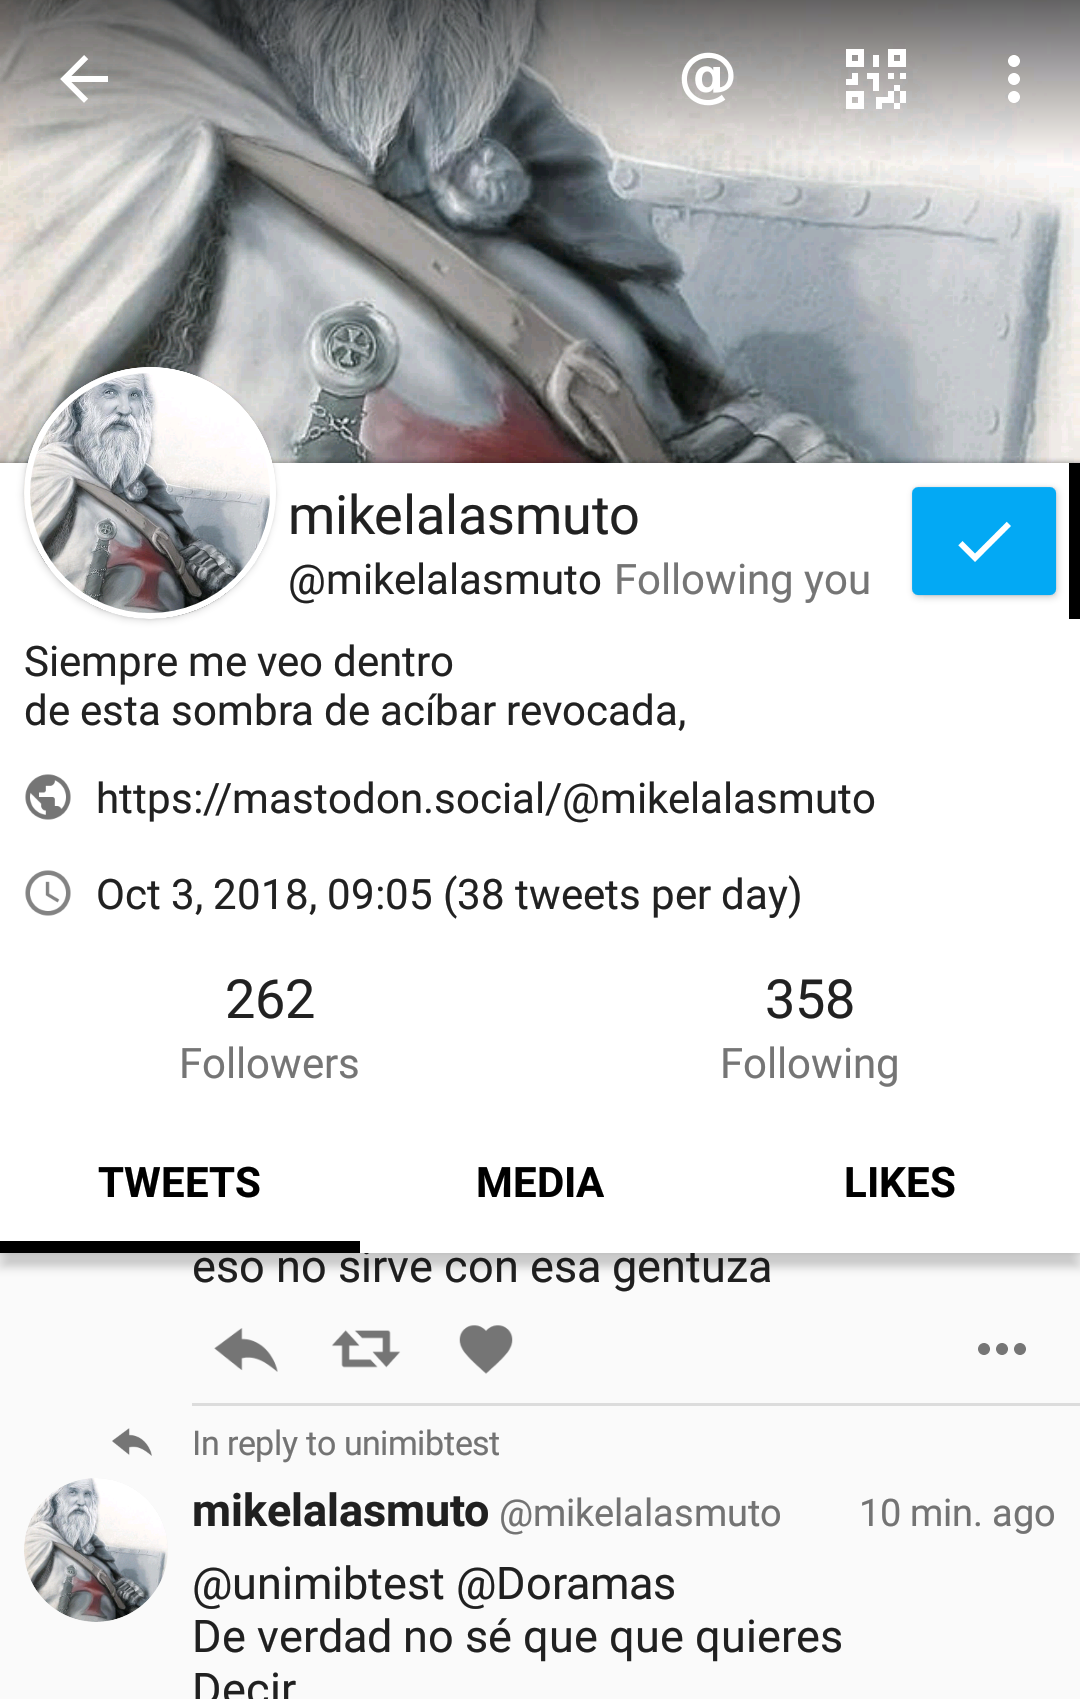 @
mikelalasmuto
@mikelalasmuto Following you
Siempre me veo dentro
de esta sombra de acíbar revocada,
https://mastodon.social/@mikelalasmuto
Oct 3, 2018, 09:05 (38 tweets per day)
262
Followers
358
Following
TWEETS
MEDIA
LIKES
eso no sirve con esa gentuza
In reply to unimibtest
mikelalasmuto @mikelalasmuto 10 min. ago
@unimibtest @Doramas
De verdad no sé que que quieres
Decir